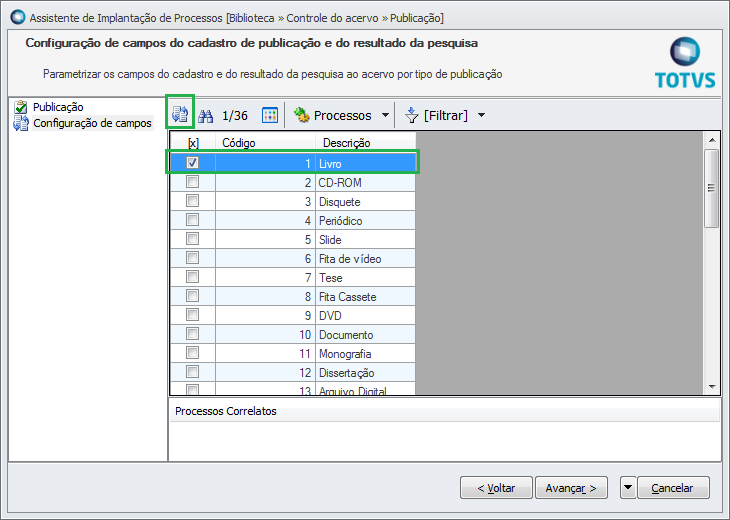 Assistente de Implantação de Processos [Biblioteca » Controle do acervo » Publicação]
Configuração de campos do cadastro de publicação e do resultado da pesquisa
Parametrizar os campos do cadastro e do resultado da pesquisa ao acervo por tipo de publicação
TOTVS
Publicação
Configuração de campos
1/36 Processos [Filtrar]
[x] Código Descrição
1 Livro
2 CD-ROM
3 Disquete
4 Periódico
5 Slide
6 Fita de vídeo
7 Tese
8 Fita Cassete
9 DVD
10 Documento
11 Monografia
12 Dissertação
13 Arquivo Digital
Processos Correlatos
< Voltar Avançar > Cancelar